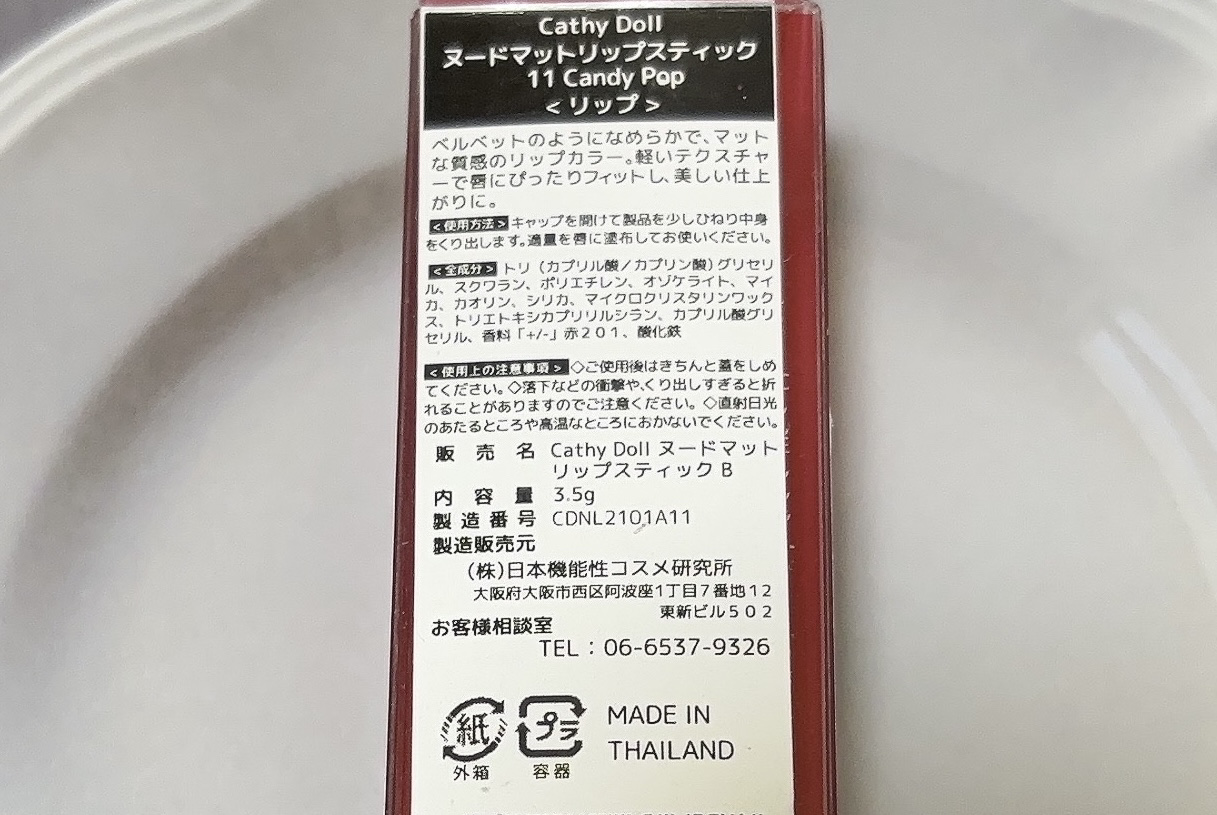 Cathy Doll
ヌードマットリップスティック
11 Candy Pop
<リップ>
ベルベットのようになめらかで、マット
な質感のリップカラー。軽いテクスチャ
ーで唇にぴったりフィットし、美しい仕上
がりに。
<使用方法>キャップを開けて製品を少しひねり中身
をくり出します。適量を唇に塗布してお使いください。
<全成分>トリ(カプリル酸/カプリン酸)グリセリ
ル、スクワラン、ポリエチレン、オゾケライト、マイ
カ、カオリン、シリカ、マイクロクリスタリンワック
ス、トリエトキシカプリリルシラン、カプリル酸グリ
セリル、香料「+/-」赤201、酸化鉄
<使用上の注意事項>◇ご使用後はきちんと蓋をしめ
てください。◇落下などの衝撃や、くり出しすぎると折
れることがありますのでご注意ください。◇直射日光
のあたるところや高温なところにおかないでください。
販売名 Cathy Doll ヌードマット
リップスティック B
内容量 3.5g
製造番号 CDNL2101A11
製造販売元
(株)日本機能性コスメ研究所
大阪府大阪市西区阿波座1丁目7番地12
東新ビル502
お客様相談室
TEL：06-6537-9326
紙 プラ MADE IN
外箱 容器 THAILAND